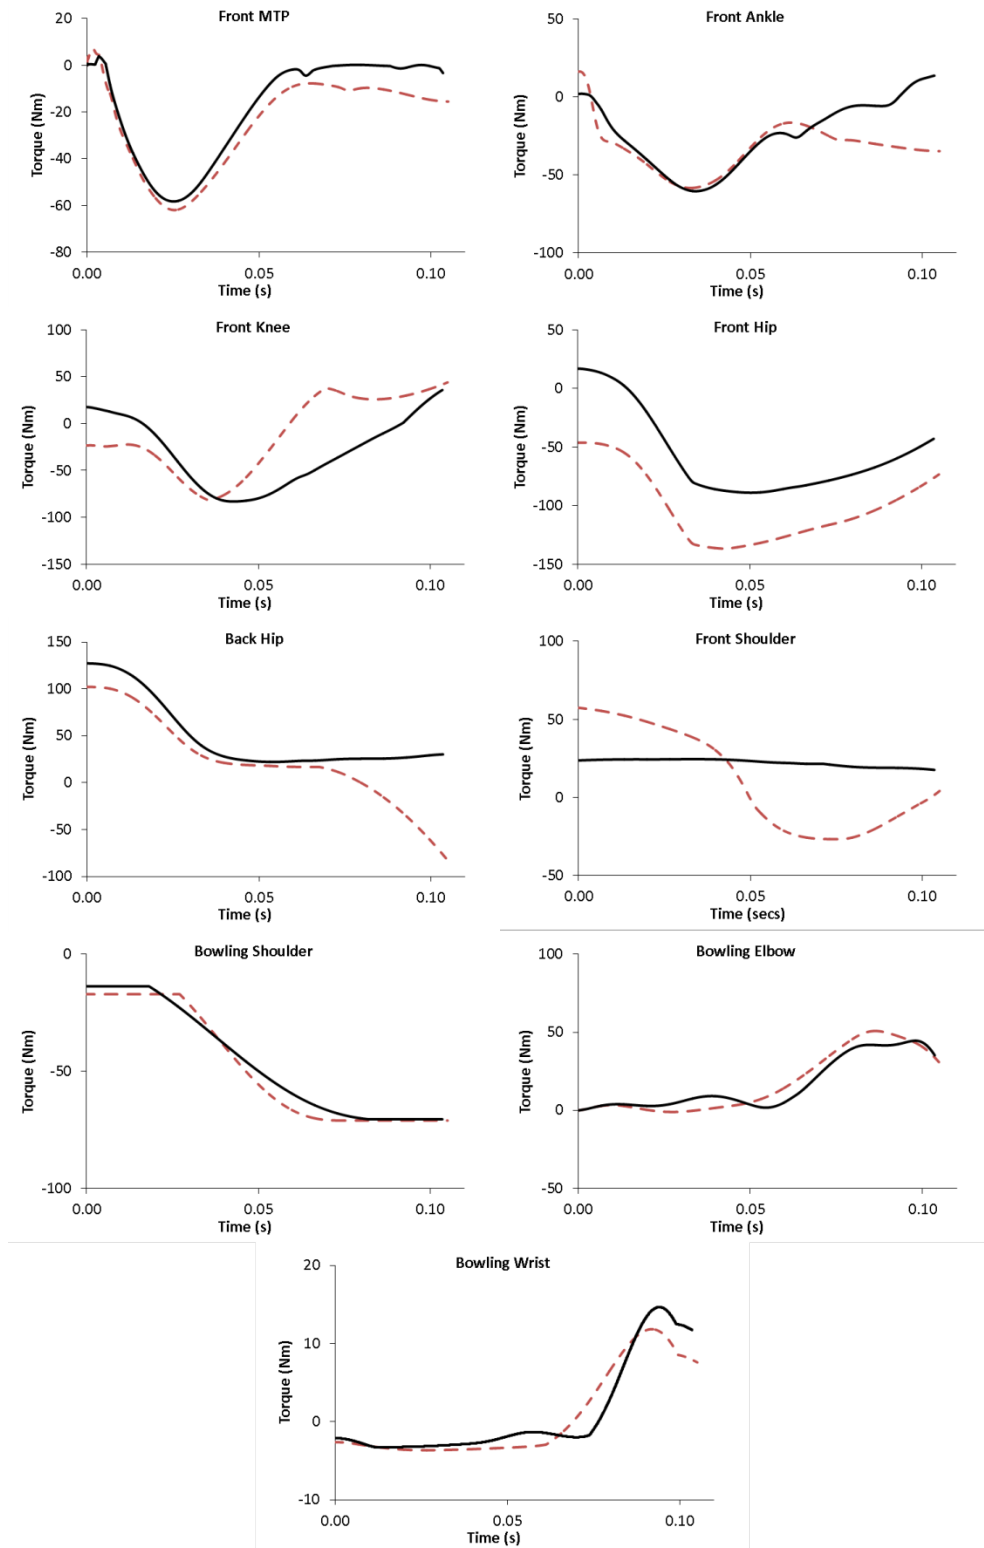 Front MTP
20
0
-20
-40
-60
-80
Torque (Nm)
0.00 0.05 0.10
Time (s)
Front Ankle
50
0
-50
-100
Torque (Nm)
0.00 0.05 0.10
Time (s)
Front Knee
100
50
0
-50
-100
-150
Torque (Nm)
0.00 0.05 0.10
Time (s)
Front Hip
50
0
-50
-100
-150
Torque (Nm)
0.00 0.05 0.10
Time (s)
Back Hip
150
100
50
0
-50
-100
Torque (Nm)
0.00 0.05 0.10
Time (s)
Front Shoulder
100
50
0
-50
Torque (Nm)
0.00 0.05 0.10
Time (secs)
Bowling Shoulder
0
-50
-100
Torque (Nm)
0.00 0.05 0.10
Time (s)
Bowling Elbow
100
50
0
-50
Torque (Nm)
0.00 0.05 0.10
Time (s)
Bowling Wrist
20
10
0
-10
Torque (Nm)
0.00 0.05 0.10
Time (s)